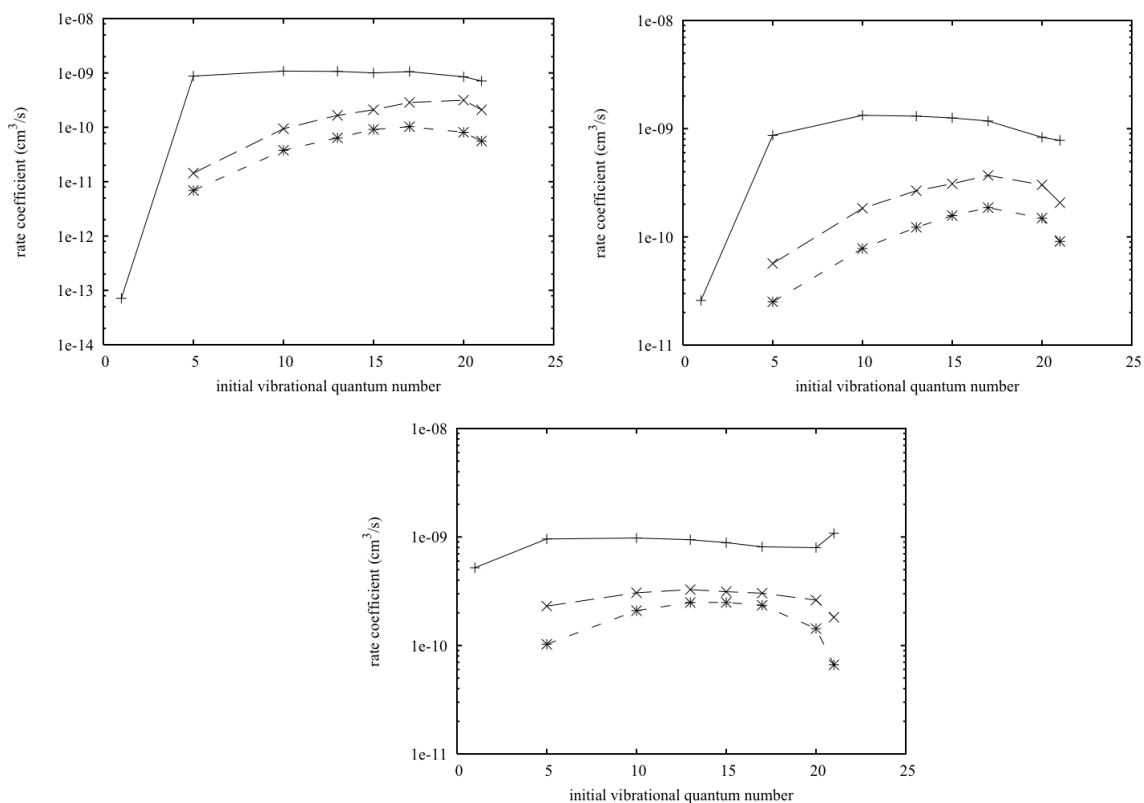 1e-08
1e-09
1e-10
1e-11
1e-12
1e-13
1e-14
rate coefficient (cm3/s)
0 5 10 15 20 25
initial vibrational quantum number
1e-08
1e-09
1e-10
1e-11
rate coefficient (cm3/s)
0 5 10 15 20 25
initial vibrational quantum number
1e-08
1e-09
1e-10
1e-11
rate coefficient (cm3/s)
0 5 10 15 20 25
initial vibrational quantum number